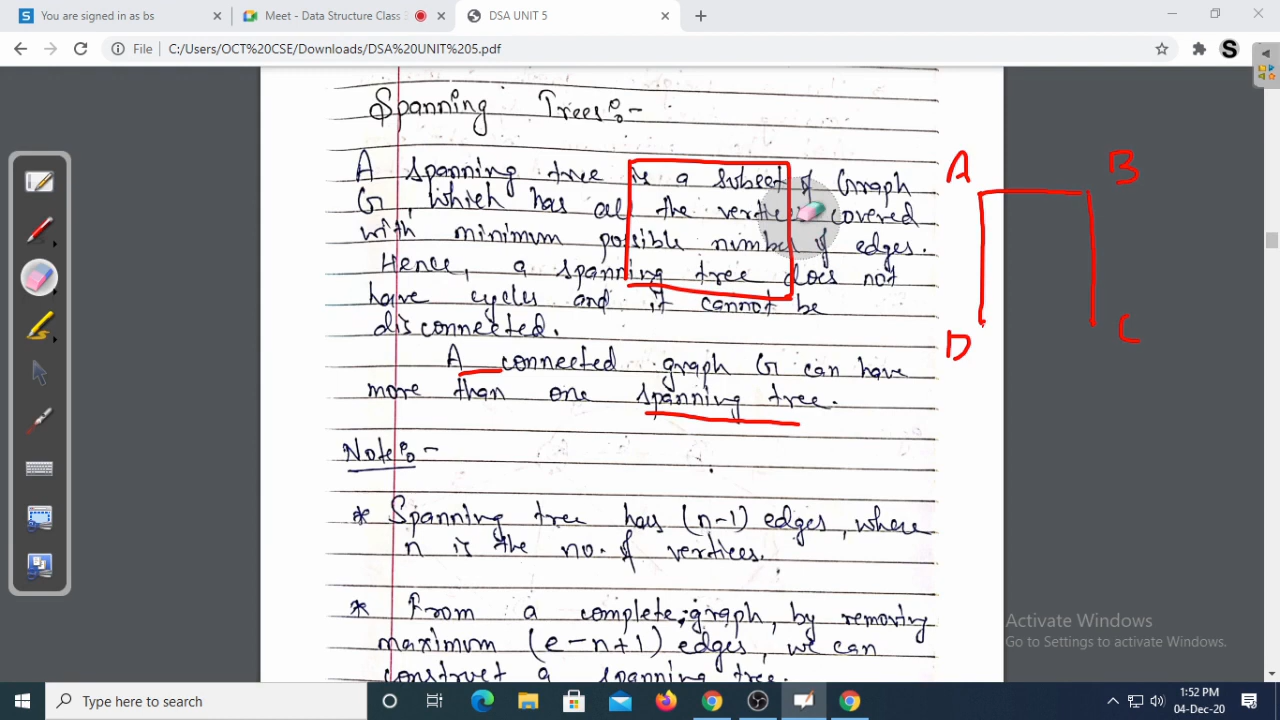 You are signed in as bs
Meet - Data Structure Class
DSA UNIT 5
File
C:/Users/OCT%20CSE/Downloads/DSA%20UNIT%205.pdf
S
Spanning Trees:-
A spanning tree is a subset of Graph
G, which has all the vertices covered
with minimum possible number of edges.
Hence, a spanning tree does not
have cycles and it cannot be
disconnected.
A connected graph G can have
more than one spanning tree.
Note:-
* Spanning tree has (n-1) edges, where
n is the no. of vertices.
* From a complete graph, by removing
maximum (e-n+1) edges, we can
construct a spanning tree.
A B
D C
Activate Windows
Go to Settings to activate Windows.
Type here to search
1:52 PM
04-Dec-20